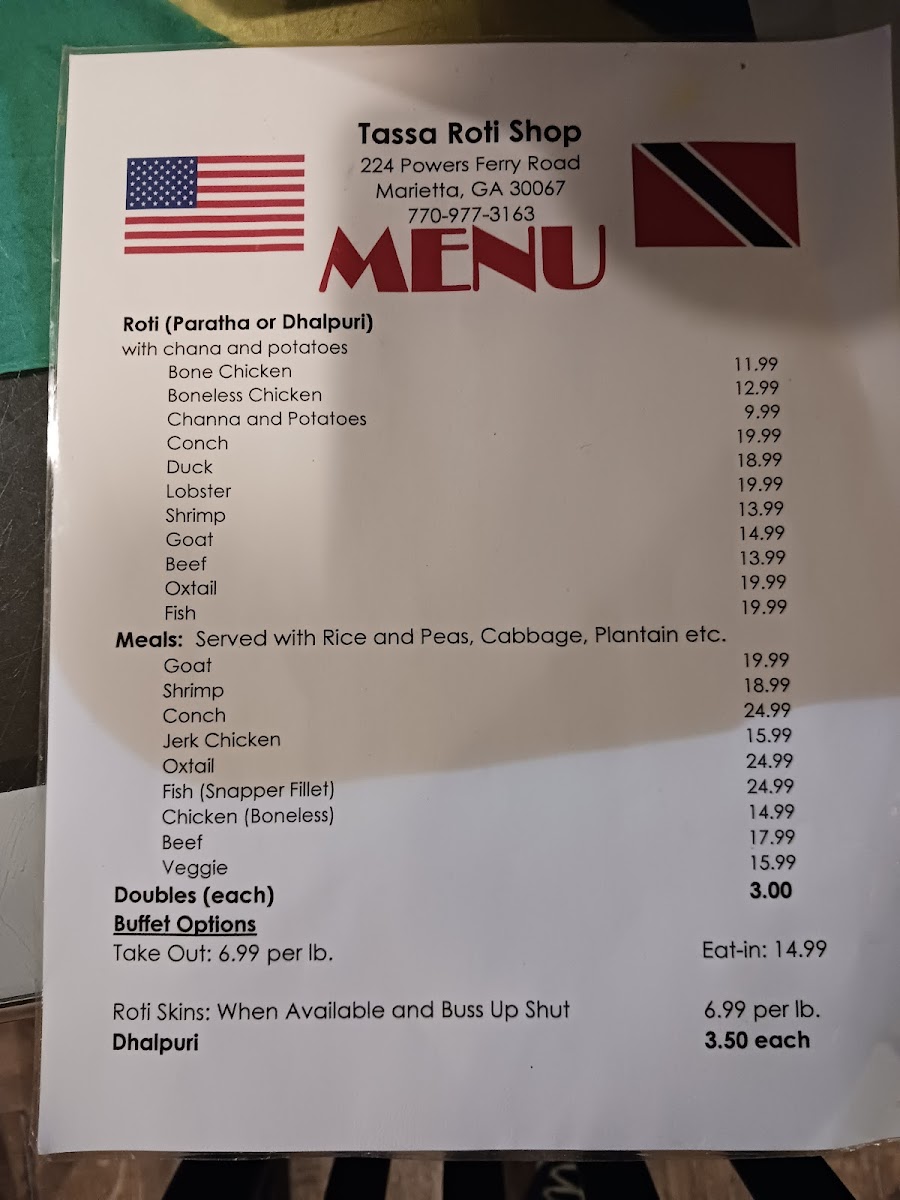 Tassa Roti Shop
224 Powers Ferry Road
Marietta, GA 30067
770-977-3163
MENU
Roti (Paratha or Dhalpuri)
with chana and potatoes
Bone Chicken 11.99
Boneless Chicken 12.99
Channa and Potatoes 9.99
Conch 19.99
Duck 18.99
Lobster 19.99
Shrimp 13.99
Goat 14.99
Beef 13.99
Oxtail 19.99
Fish 19.99
Meals: Served with Rice and Peas, Cabbage, Plantain etc.
Goat 19.99
Shrimp 18.99
Conch 24.99
Jerk Chicken 15.99
Oxtail 24.99
Fish (Snapper Fillet) 24.99
Chicken (Boneless) 14.99
Beef 17.99
Veggie 15.99
Doubles (each) 3.00
Buffet Options
Take Out: 6.99 per lb. Eat-in: 14.99
Roti Skins: When Available and Buss Up Shut 6.99 per lb.
Dhalpuri 3.50 each